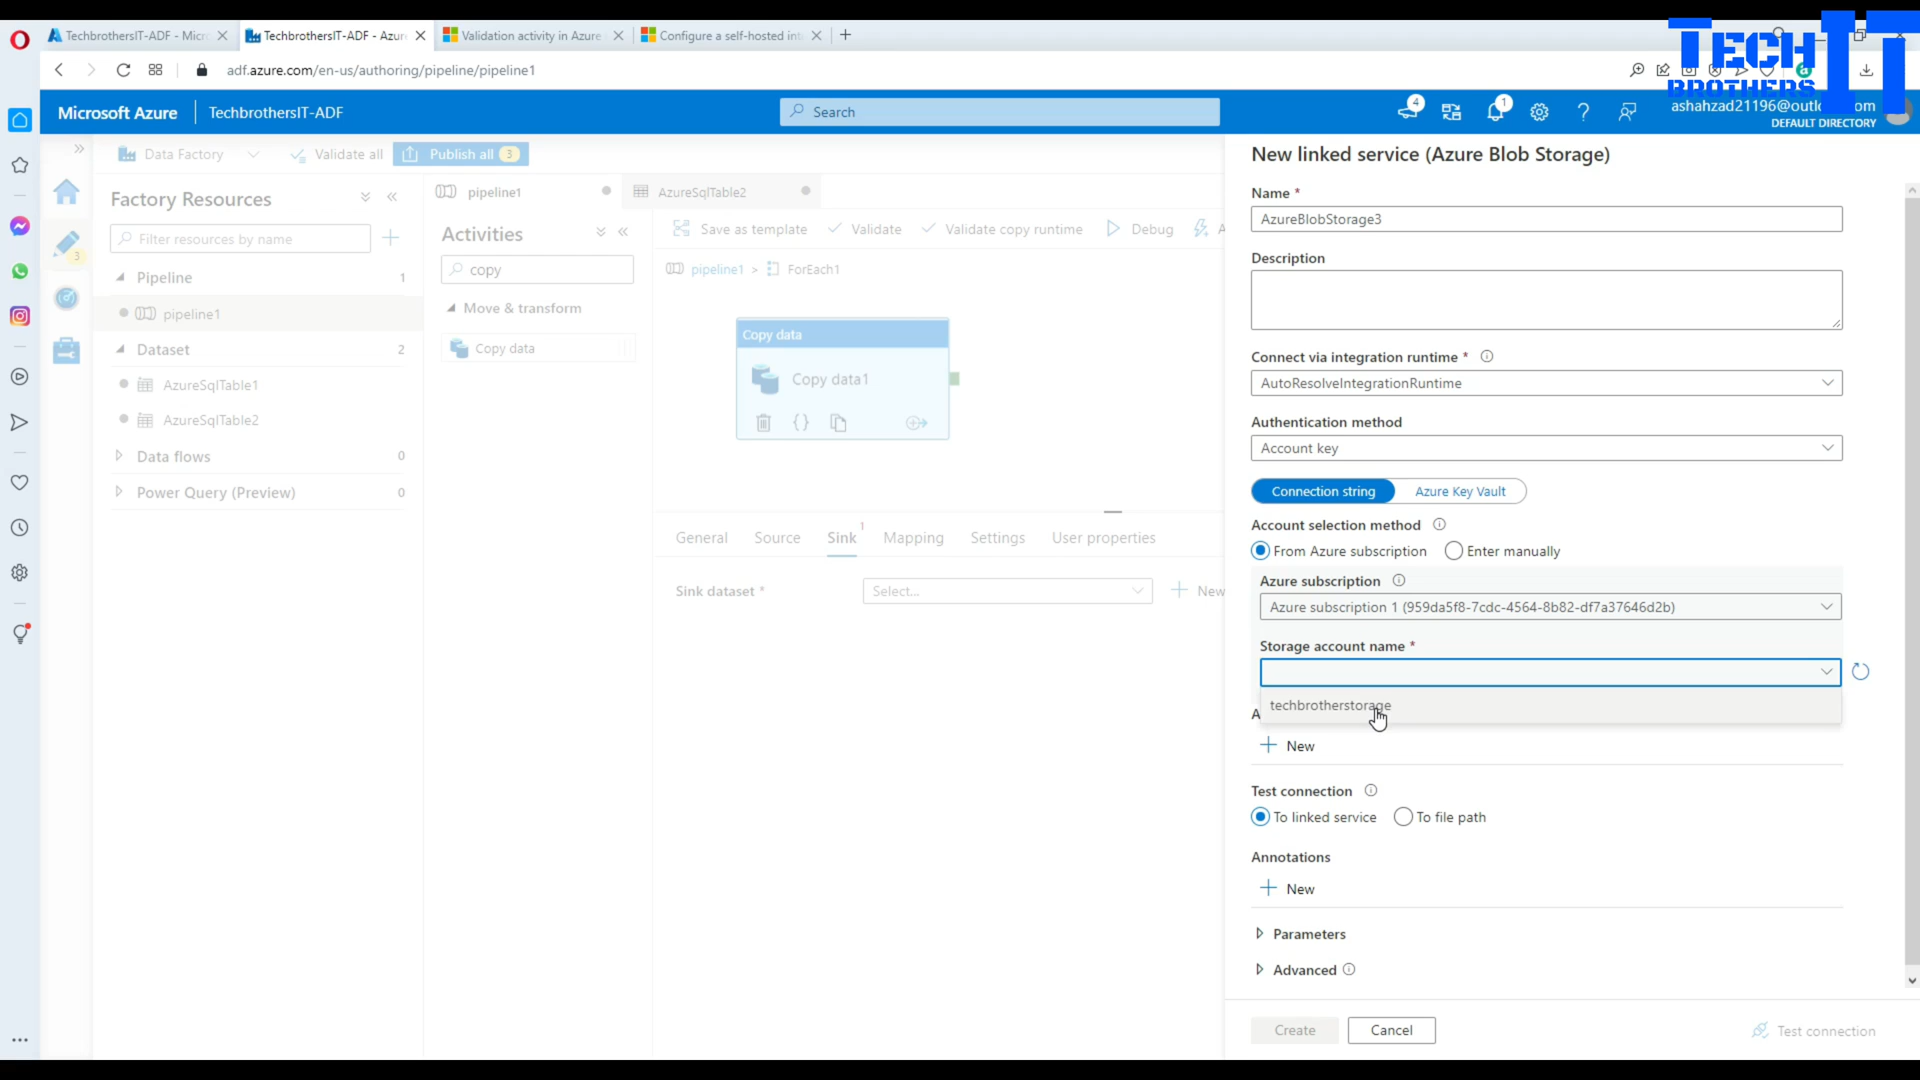 TechbrothersIT-ADF - Micro
TechbrothersIT-ADF - Azure
Validation activity in Azure
Configure a self-hosted int
TECH IT
BROTHERS
adf.azure.com/en-us/authoring/pipeline/pipeline1
Microsoft Azure
TechbrothersIT-ADF
Search
4
1
ashahzad21196@outlo om
DEFAULT DIRECTORY
Data Factory
Validate all
Publish all 3
3
Factory Resources
Filter resources by name
Pipeline 1
pipeline1
Dataset 2
AzureSqlTable1
AzureSqlTable2
Data flows 0
Power Query (Preview) 0
pipeline1
AzureSqlTable2
Activities
copy
Move & transform
Copy data
Save as template
Validate
Validate copy runtime
Debug
A
pipeline1 > ForEach1
Copy data
Copy data1
General
Source
Sink 1
Mapping
Settings
User properties
Sink dataset *
Select...
New
New linked service (Azure Blob Storage)
Name *
AzureBlobStorage3
Description
Connect via integration runtime *
AutoResolveIntegrationRuntime
Authentication method
Account key
Connection string
Azure Key Vault
Account selection method
From Azure subscription
Enter manually
Azure subscription
Azure subscription 1 (959da5f8-7cdc-4564-8b82-df7a37646d2b)
Storage account name *
techbrotherstorage
A
New
Test connection
To linked service
To file path
Annotations
New
Parameters
Advanced
Create
Cancel
Test connection